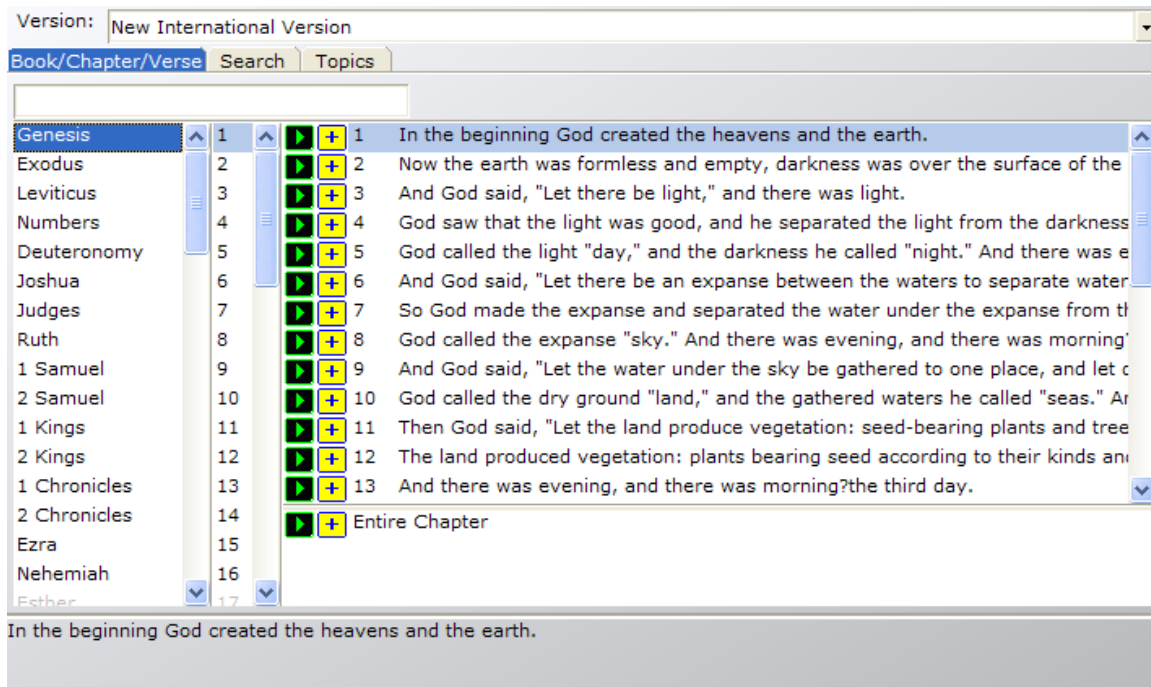 Version: New International Version
Book/Chapter/Verse Search Topics
Genesis 1 + 1 In the beginning God created the heavens and the earth.
Exodus 2 + 2 Now the earth was formless and empty, darkness was over the surface of the
Leviticus 3 + 3 And God said, "Let there be light," and there was light.
Numbers 4 + 4 God saw that the light was good, and he separated the light from the darkness
Deuteronomy 5 + 5 God called the light "day," and the darkness he called "night." And there was e
Joshua 6 + 6 And God said, "Let there be an expanse between the waters to separate water
Judges 7 + 7 So God made the expanse and separated the water under the expanse from th
Ruth 8 + 8 God called the expanse "sky." And there was evening, and there was morning?
1 Samuel 9 + 9 And God said, "Let the water under the sky be gathered to one place, and let
2 Samuel 10 + 10 God called the dry ground "land," and the gathered waters he called "seas." An
1 Kings 11 + 11 Then God said, "Let the land produce vegetation: seed-bearing plants and tree
2 Kings 12 + 12 The land produced vegetation: plants bearing seed according to their kinds and
1 Chronicles 13 + 13 And there was evening, and there was morning?the third day.
2 Chronicles 14 + Entire Chapter
Ezra 15
Nehemiah 16
Esther 17
In the beginning God created the heavens and the earth.